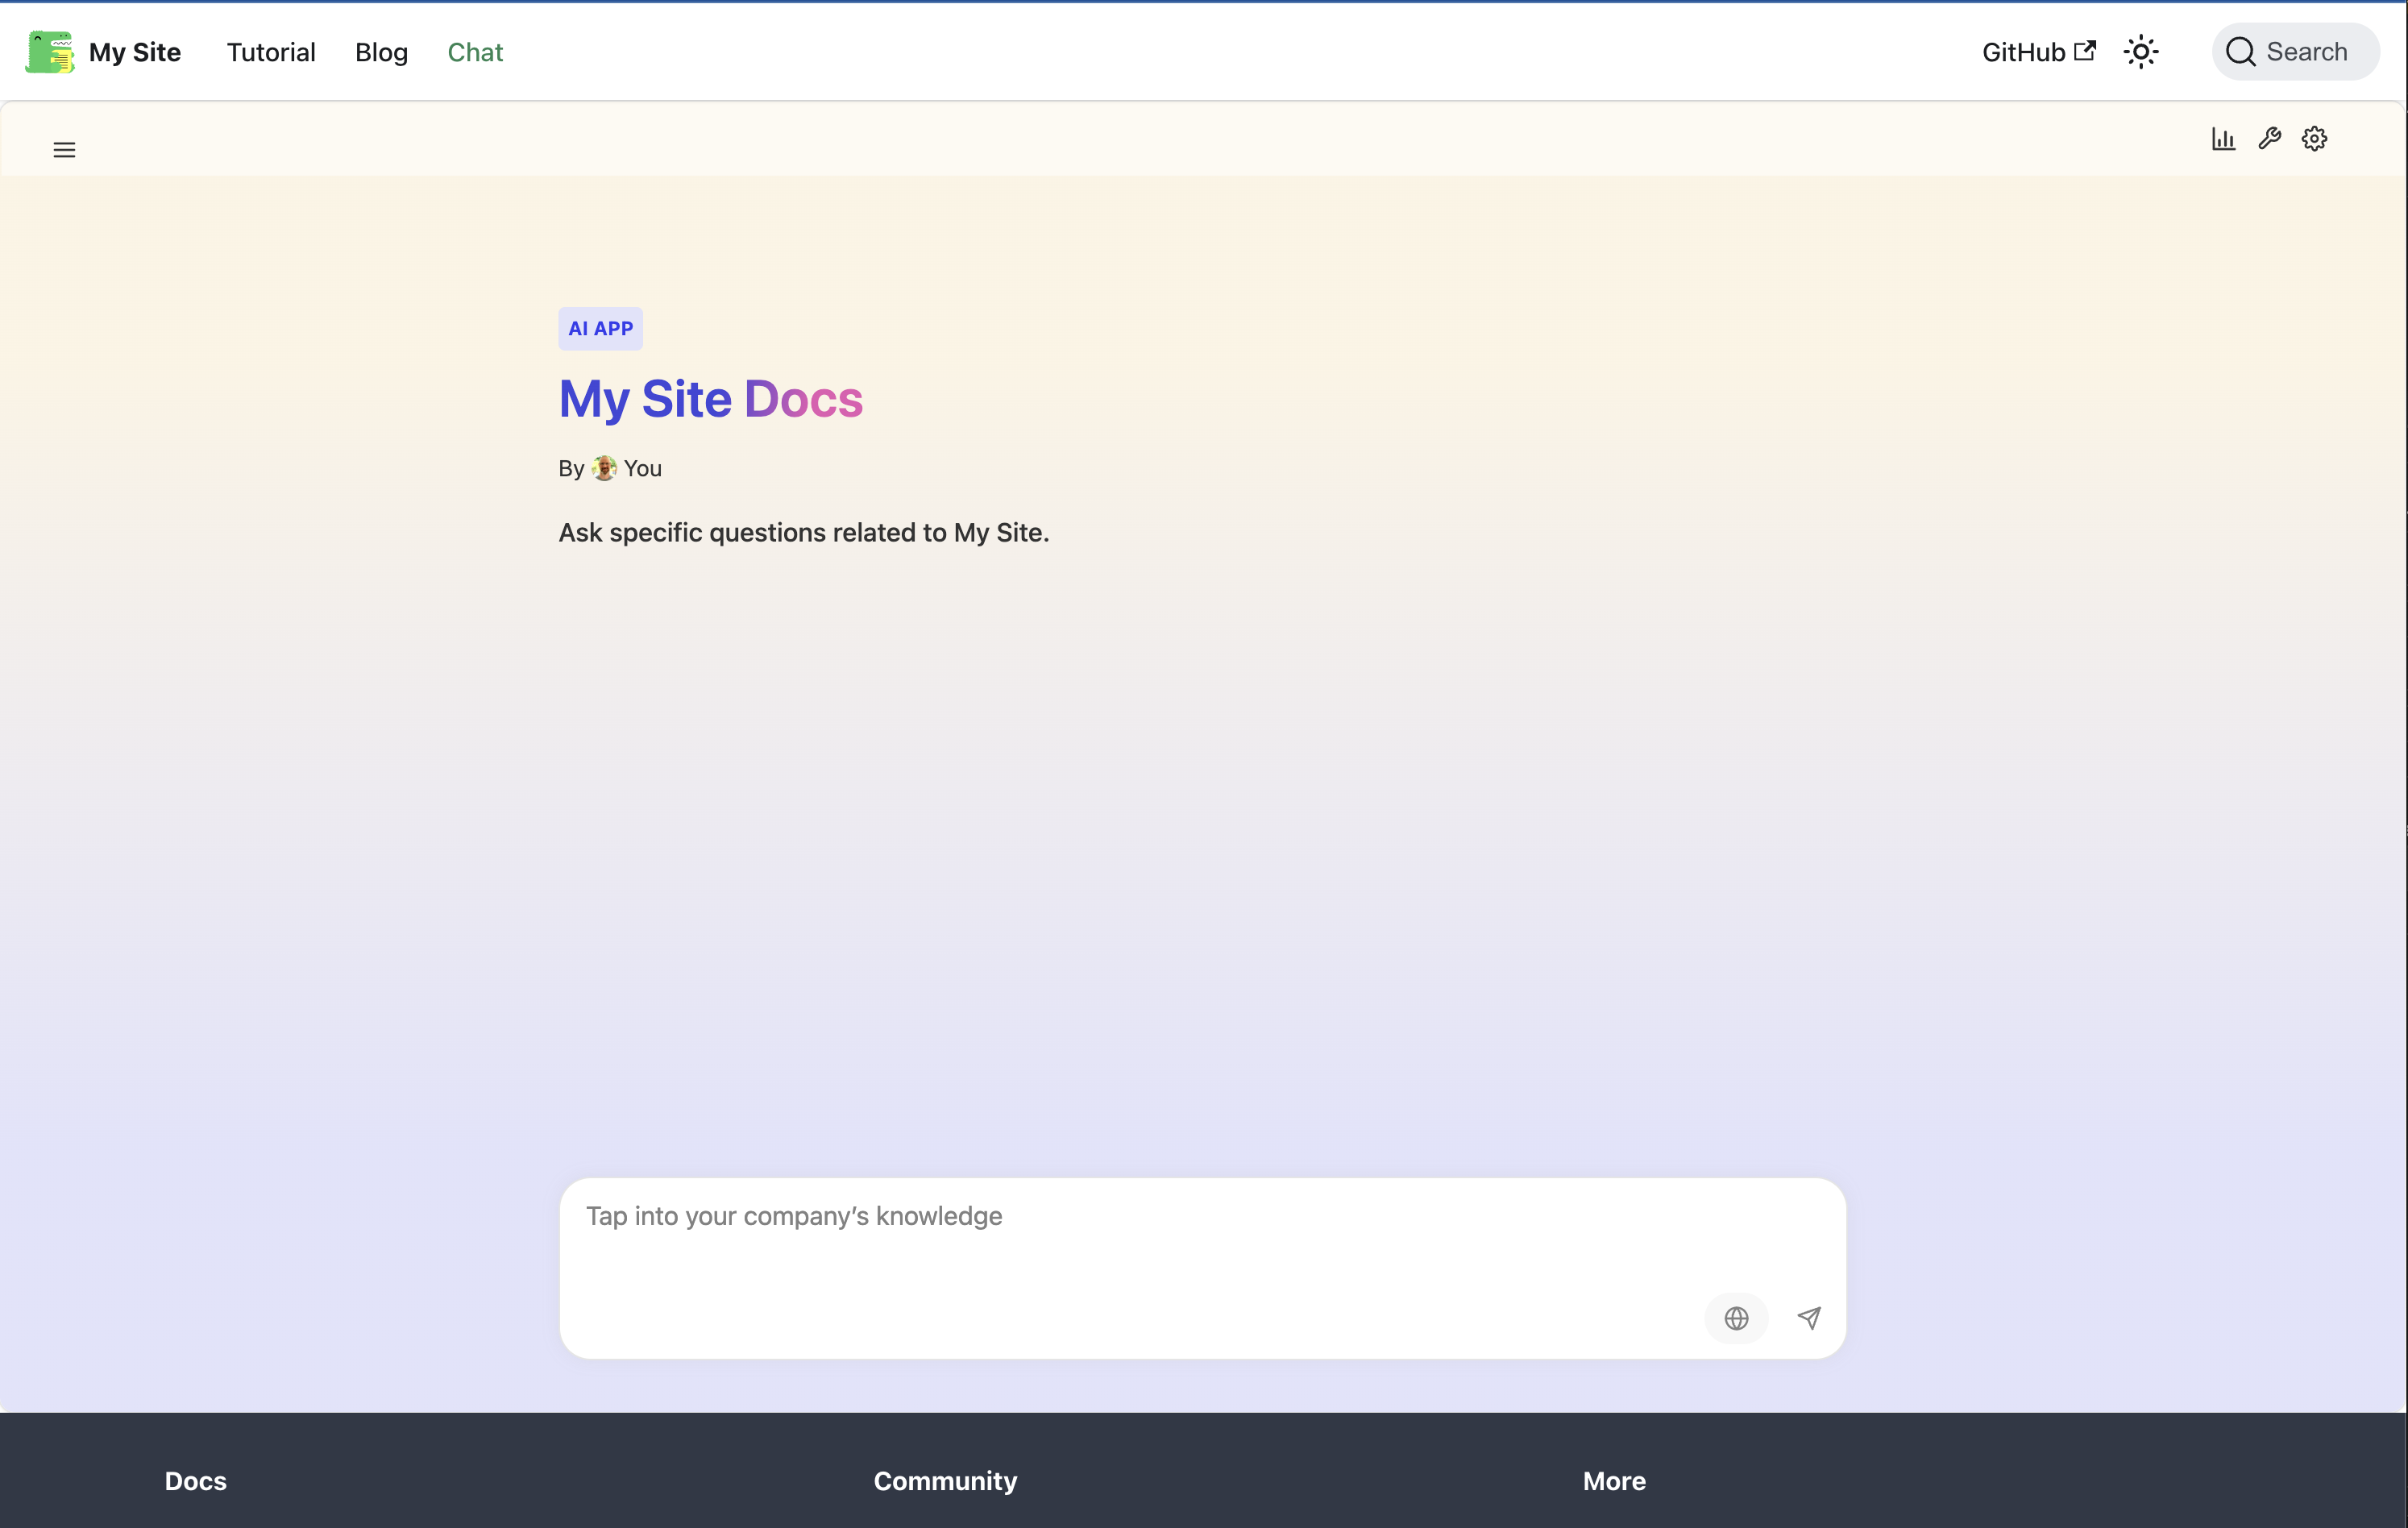 My Site Tutorial Blog Chat GitHub Search
AI APP
My Site Docs
By You
Ask specific questions related to My Site.
Tap into your company’s knowledge
Docs Community More